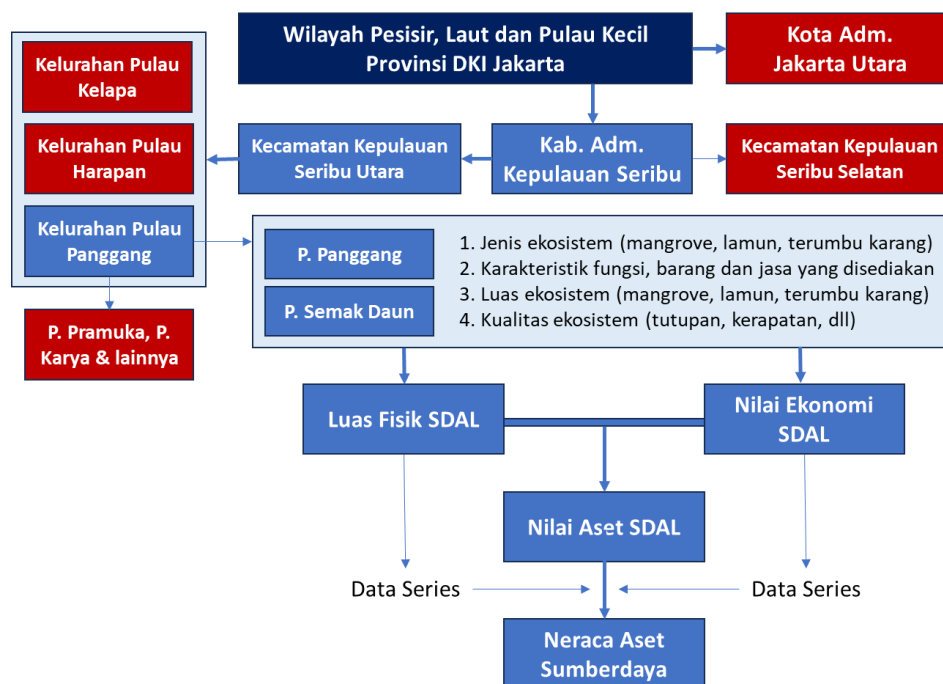 Wilayah Pesisir, Laut dan Pulau Kecil
Provinsi DKI Jakarta
Kota Adm.
Jakarta Utara
Kelurahan Pulau
Kelapa
Kelurahan Pulau
Harapan
Kecamatan Kepulauan
Seribu Utara
Kab. Adm.
Kepulauan Seribu
Kecamatan Kepulauan
Seribu Selatan
Kelurahan Pulau
Panggang
P. Panggang
P. Semak Daun
1. Jenis ekosistem (mangrove, lamun, terumbu karang)
2. Karakteristik fungsi, barang dan jasa yang disediakan
3. Luas ekosistem (mangrove, lamun, terumbu karang)
4. Kualitas ekosistem (tutupan, kerapatan, dll)
P. Pramuka, P.
Karya & lainnya
Luas Fisik SDAL
Nilai Ekonomi
SDAL
Nilai Aset SDAL
Data Series
Data Series
Neraca Aset
Sumberdaya